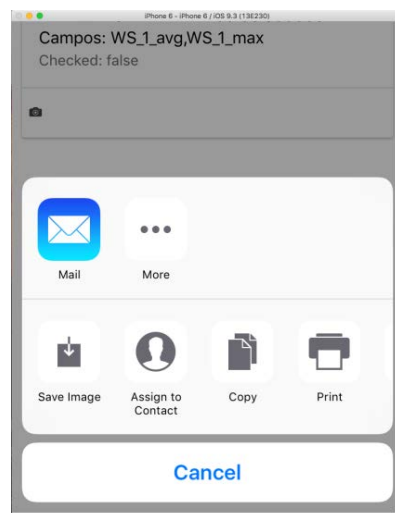 iPhone 6 - iPhone 6 / iOS 9.3 (13E230)
Campos: WS_1_avg,WS_1_max
Checked: false
Mail
More
Save Image
Assign to
Contact
Copy
Print
Cancel